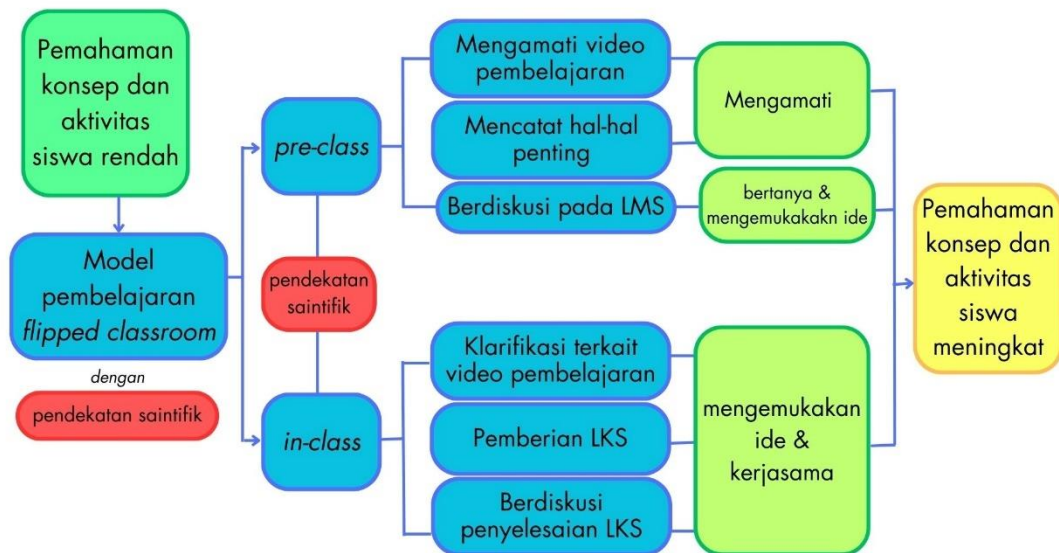 Pemahaman
konsep dan
aktivitas
siswa rendah
Model
pembelajaran
flipped classroom
dengan
pendekatan saintifik
pre-class
pendekatan
saintifik
in-class
Mengamati video
pembelajaran
Mencatat hal-hal
penting
Berdiskusi pada LMS
Klarifikasi terkait
video pembelajaran
Pemberian LKS
Berdiskusi
penyelesaian LKS
Mengamati
bertanya &
mengemukakakn ide
mengemukakan
ide &
kerjasama
Pemahaman
konsep dan
aktivitas
siswa
meningkat